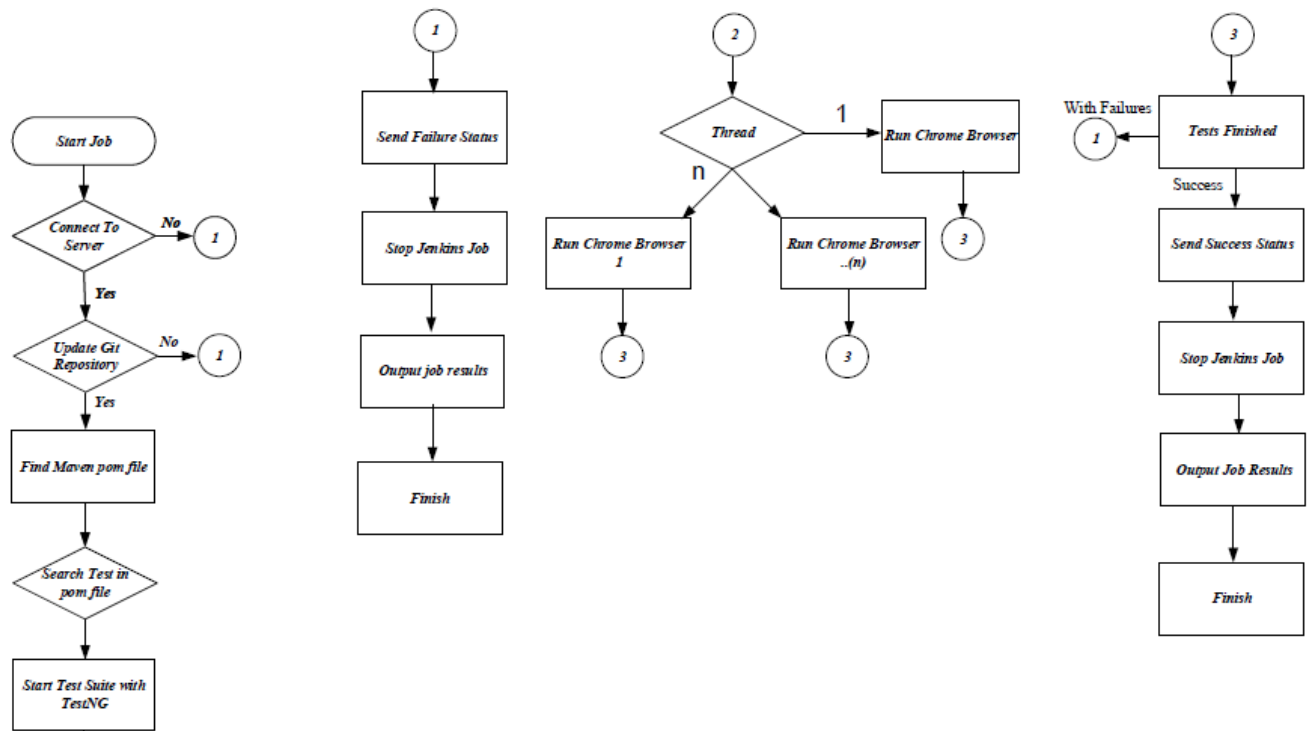 Start Job
Connect To
Server
No
1
Yes
Update Git
Repository
No
1
Yes
Find Maven pom file
Search Test in
pom file
Start Test Suite with
TestNG
1
Send Failure Status
Stop Jenkins Job
Output job results
Finish
2
Thread
1
Run Chrome Browser
3
n
Run Chrome Browser
1
3
Run Chrome Browser
..(n)
3
3
Tests Finished
With Failures
1
Success
Send Success Status
Stop Jenkins Job
Output Job Results
Finish